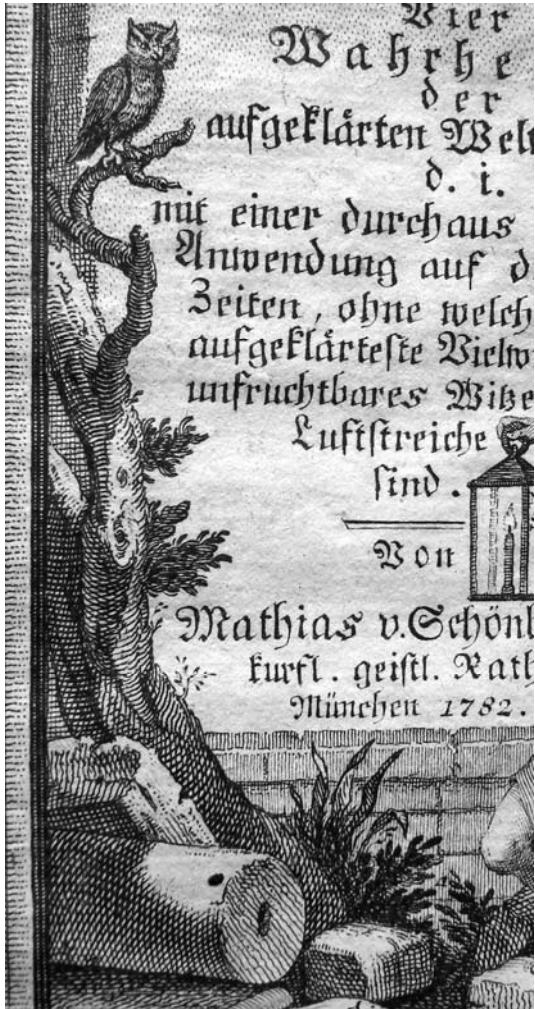 Vier
Wahrhe
der
aufgeklärten Wel
d. i.
mit einer durchaus
Anwendung auf d
Zeiten, ohne welch
aufgeklärteste Vielw
unfruchtbares Witze
Luftstreiche
sind.
Von
Mathias v. Schönb
kurfl. geistl. Rath
München 1782.